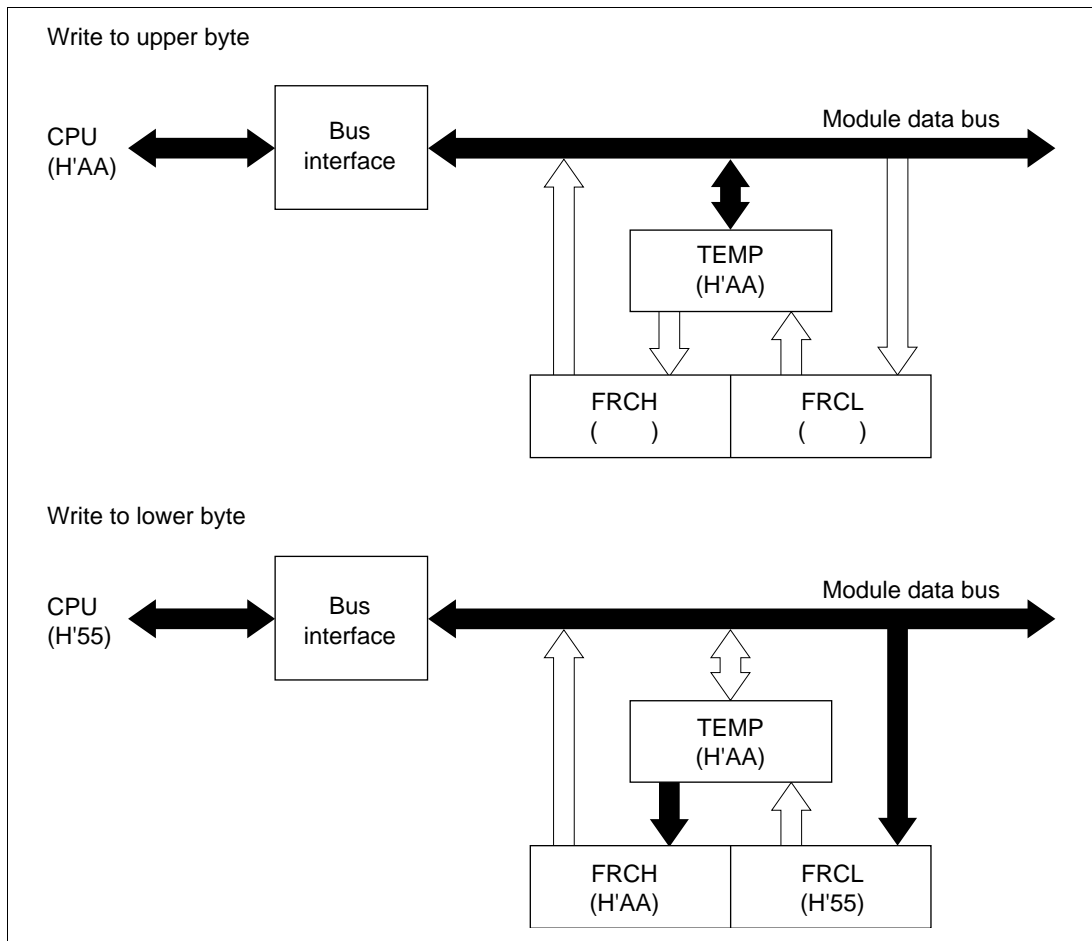 Write to upper byte
CPU
(H'AA)
Bus
interface
Module data bus
TEMP
(H'AA)
FRCH
(      )
FRCL
(      )
Write to lower byte
CPU
(H'55)
Bus
interface
Module data bus
TEMP
(H'AA)
FRCH
(H'AA)
FRCL
(H'55)